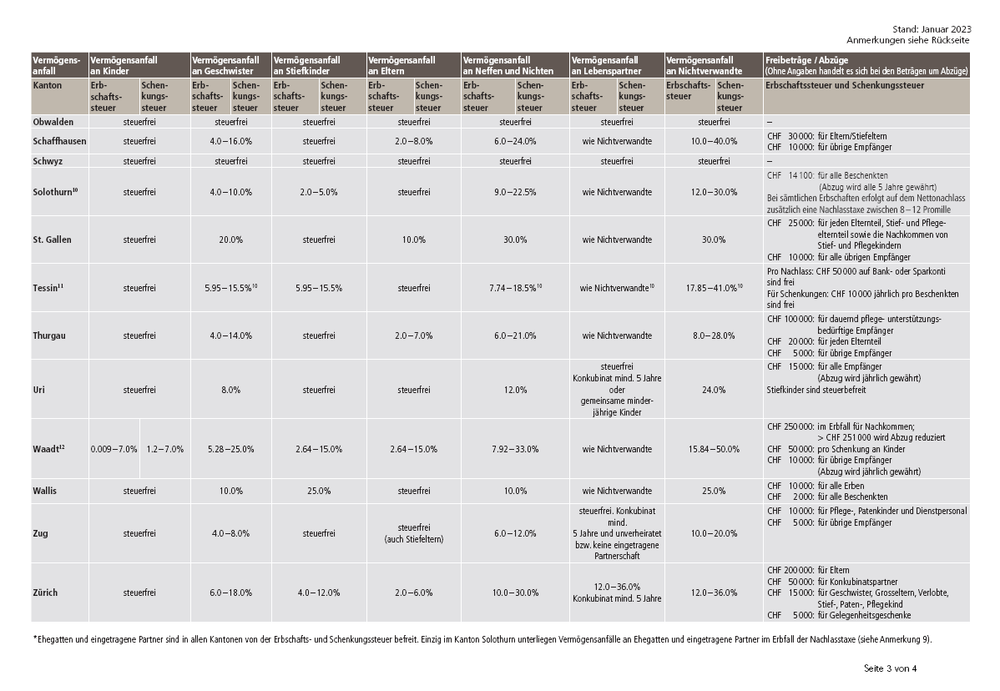 Stand: Januar 2023
Anmerkungen siehe Rückseite
Vermögens-
anfall
Vermögensanfall
an Kinder
Vermögensanfall
an Geschwister
Vermögensanfall
an Stiefkinder
Vermögensanfall
an Eltern
Vermögensanfall
an Neffen und Nichten
Vermögensanfall
an Lebenspartner
Vermögensanfall
an Nichtverwandte
Freibeträge / Abzüge
(Ohne Angaben handelt es sich bei den Beträgen um Abzüge)
Kanton
Erb-
schafts-
steuer
Schen-
kungs-
steuer
Erb-
schafts-
steuer
Schen-
kungs-
steuer
Erb-
schafts-
steuer
Schen-
kungs-
steuer
Erb-
schafts-
steuer
Schen-
kungs-
steuer
Erb-
schafts-
steuer
Schen-
kungs-
steuer
Erb-
schafts-
steuer
Schen-
kungs-
steuer
Erbschafts-
steuer
Schen-
kungs-
steuer
Erbschaftssteuer und Schenkungssteuer
Obwalden
steuerfrei
steuerfrei
steuerfrei
steuerfrei
steuerfrei
steuerfrei
steuerfrei
–
Schaffhausen
steuerfrei
4.0–16.0%
steuerfrei
2.0–8.0%
6.0–24.0%
wie Nichtverwandte
10.0–40.0%
CHF 30 000: für Eltern/Stiefeltern
CHF 10 000: für übrige Empfänger
Schwyz
steuerfrei
steuerfrei
steuerfrei
steuerfrei
steuerfrei
steuerfrei
steuerfrei
–
Solothurn¹⁰
steuerfrei
4.0–10.0%
2.0–5.0%
steuerfrei
9.0–22.5%
wie Nichtverwandte
12.0–30.0%
CHF 14 100: für alle Beschenkten
(Abzug wird alle 5 Jahre gewährt)
Bei sämtlichen Erbschaften erfolgt auf dem Nettonachlass
zusätzlich eine Nachlasstaxe zwischen 8 – 12 Promille
St. Gallen
steuerfrei
20.0%
steuerfrei
10.0%
30.0%
wie Nichtverwandte
30.0%
CHF 25 000: für jeden Elternteil, Stief- und Pflege-
elternteil sowie die Nachkommen von
Stief- und Pflegekindern
CHF 10 000: für alle übrigen Empfänger
Tessin¹¹
steuerfrei
5.95–15.5%¹⁰
5.95–15.5%
steuerfrei
7.74–18.5%¹⁰
wie Nichtverwandte¹⁰
17.85–41.0%¹⁰
Pro Nachlass: CHF 50 000 auf Bank- oder Sparkonti
sind frei
Für Schenkungen: CHF 10 000 jährlich pro Beschenkten
sind frei
Thurgau
steuerfrei
4.0–14.0%
steuerfrei
2.0–7.0%
6.0–21.0%
wie Nichtverwandte
8.0–28.0%
CHF 100 000: für dauernd pflege- unterstützungs-
bedürftige Empfänger
CHF 20 000: für jeden Elternteil
CHF 5 000: für übrige Empfänger
Uri
steuerfrei
8.0%
steuerfrei
steuerfrei
12.0%
steuerfrei
Konkubinat mind. 5 Jahre
oder
gemeinsame minder-
jährige Kinder
24.0%
CHF 15 000: für alle Empfänger
(Abzug wird jährlich gewährt)
Stiefkinder sind steuerbefreit
Waadt¹²
0.009–7.0%
1.2–7.0%
5.28–25.0%
2.64–15.0%
2.64–15.0%
7.92–33.0%
wie Nichtverwandte
15.84–50.0%
CHF 250 000: im Erbfall für Nachkommen;
> CHF 251 000 wird Abzug reduziert
CHF 50 000: pro Schenkung an Kinder
CHF 10 000: für übrige Empfänger
(Abzug wird jährlich gewährt)
Wallis
steuerfrei
10.0%
25.0%
steuerfrei
10.0%
wie Nichtverwandte
25.0%
CHF 10 000: für alle Erben
CHF 2 000: für alle Beschenkten
Zug
steuerfrei
4.0–8.0%
steuerfrei
steuerfrei
(auch Stiefeltern)
6.0–12.0%
steuerfrei. Konkubinat
mind.
5 Jahre und unverheiratet
bzw. keine eingetragene
Partnerschaft
10.0–20.0%
CHF 10 000: für Pflege-, Patenkinder und Dienstpersonal
CHF 5 000: für übrige Empfänger
Zürich
steuerfrei
6.0–18.0%
4.0–12.0%
2.0–6.0%
10.0–30.0%
12.0–36.0%
Konkubinat mind. 5 Jahre
12.0–36.0%
CHF 200 000: für Eltern
CHF 50 000: für Konkubinatspartner
CHF 15 000: für Geschwister, Grosseltern, Verlobte,
Stief-, Paten-, Pflegekind
CHF 5 000: für Gelegenheitsgeschenke
*Ehegatten und eingetragene Partner sind in allen Kantonen von der Erbschafts- und Schenkungssteuer befreit. Einzig im Kanton Solothurn unterliegen Vermögensanfälle an Ehegatten und eingetragene Partner im Erbfall der Nachlasstaxe (siehe Anmerkung 9).
Seite 3 von 4